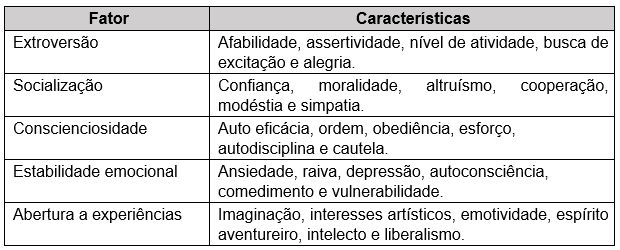 Fator Características
Extroversão Afabilidade, assertividade, nível de atividade, busca de
excitação e alegria.
Socialização Confiança, moralidade, altruísmo, cooperação,
modéstia e simpatia.
Conscienciosidade Auto eficácia, ordem, obediência, esforço,
autodisciplina e cautela.
Estabilidade emocional Ansiedade, raiva, depressão, autoconsciência,
comedimento e vulnerabilidade.
Abertura a experiências Imaginação, interesses artísticos, emotividade, espírito
aventureiro, intelecto e liberalismo.